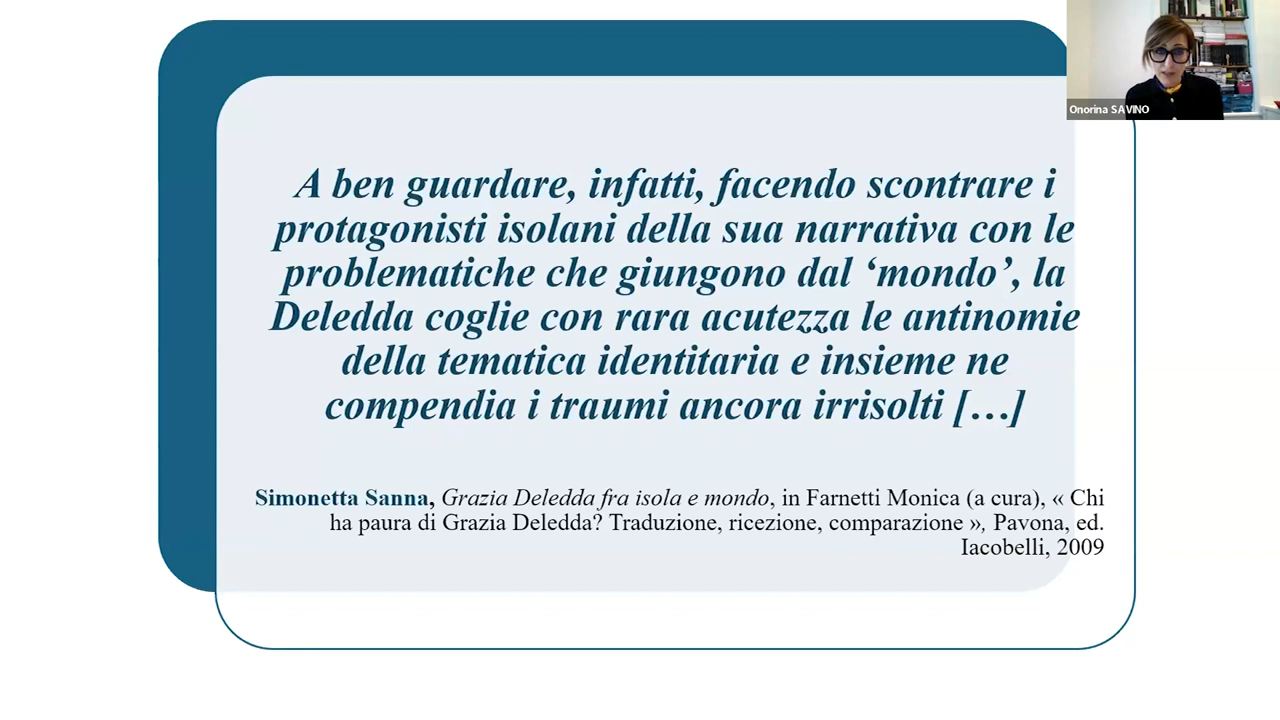 A ben guardare, infatti, facendo scontrare i
protagonisti isolani della sua narrativa con le
problematiche che giungono dal ‘mondo’, la
Deledda coglie con rara acutezza le antinomie
della tematica identitaria e insieme ne
compendia i traumi ancora irrisolti […]
Simonetta Sanna, Grazia Deledda fra isola e mondo, in Farnetti Monica (a cura), « Chi
ha paura di Grazia Deledda? Traduzione, ricezione, comparazione », Pavona, ed.
Iacobelli, 2009
Onorina SAVINO